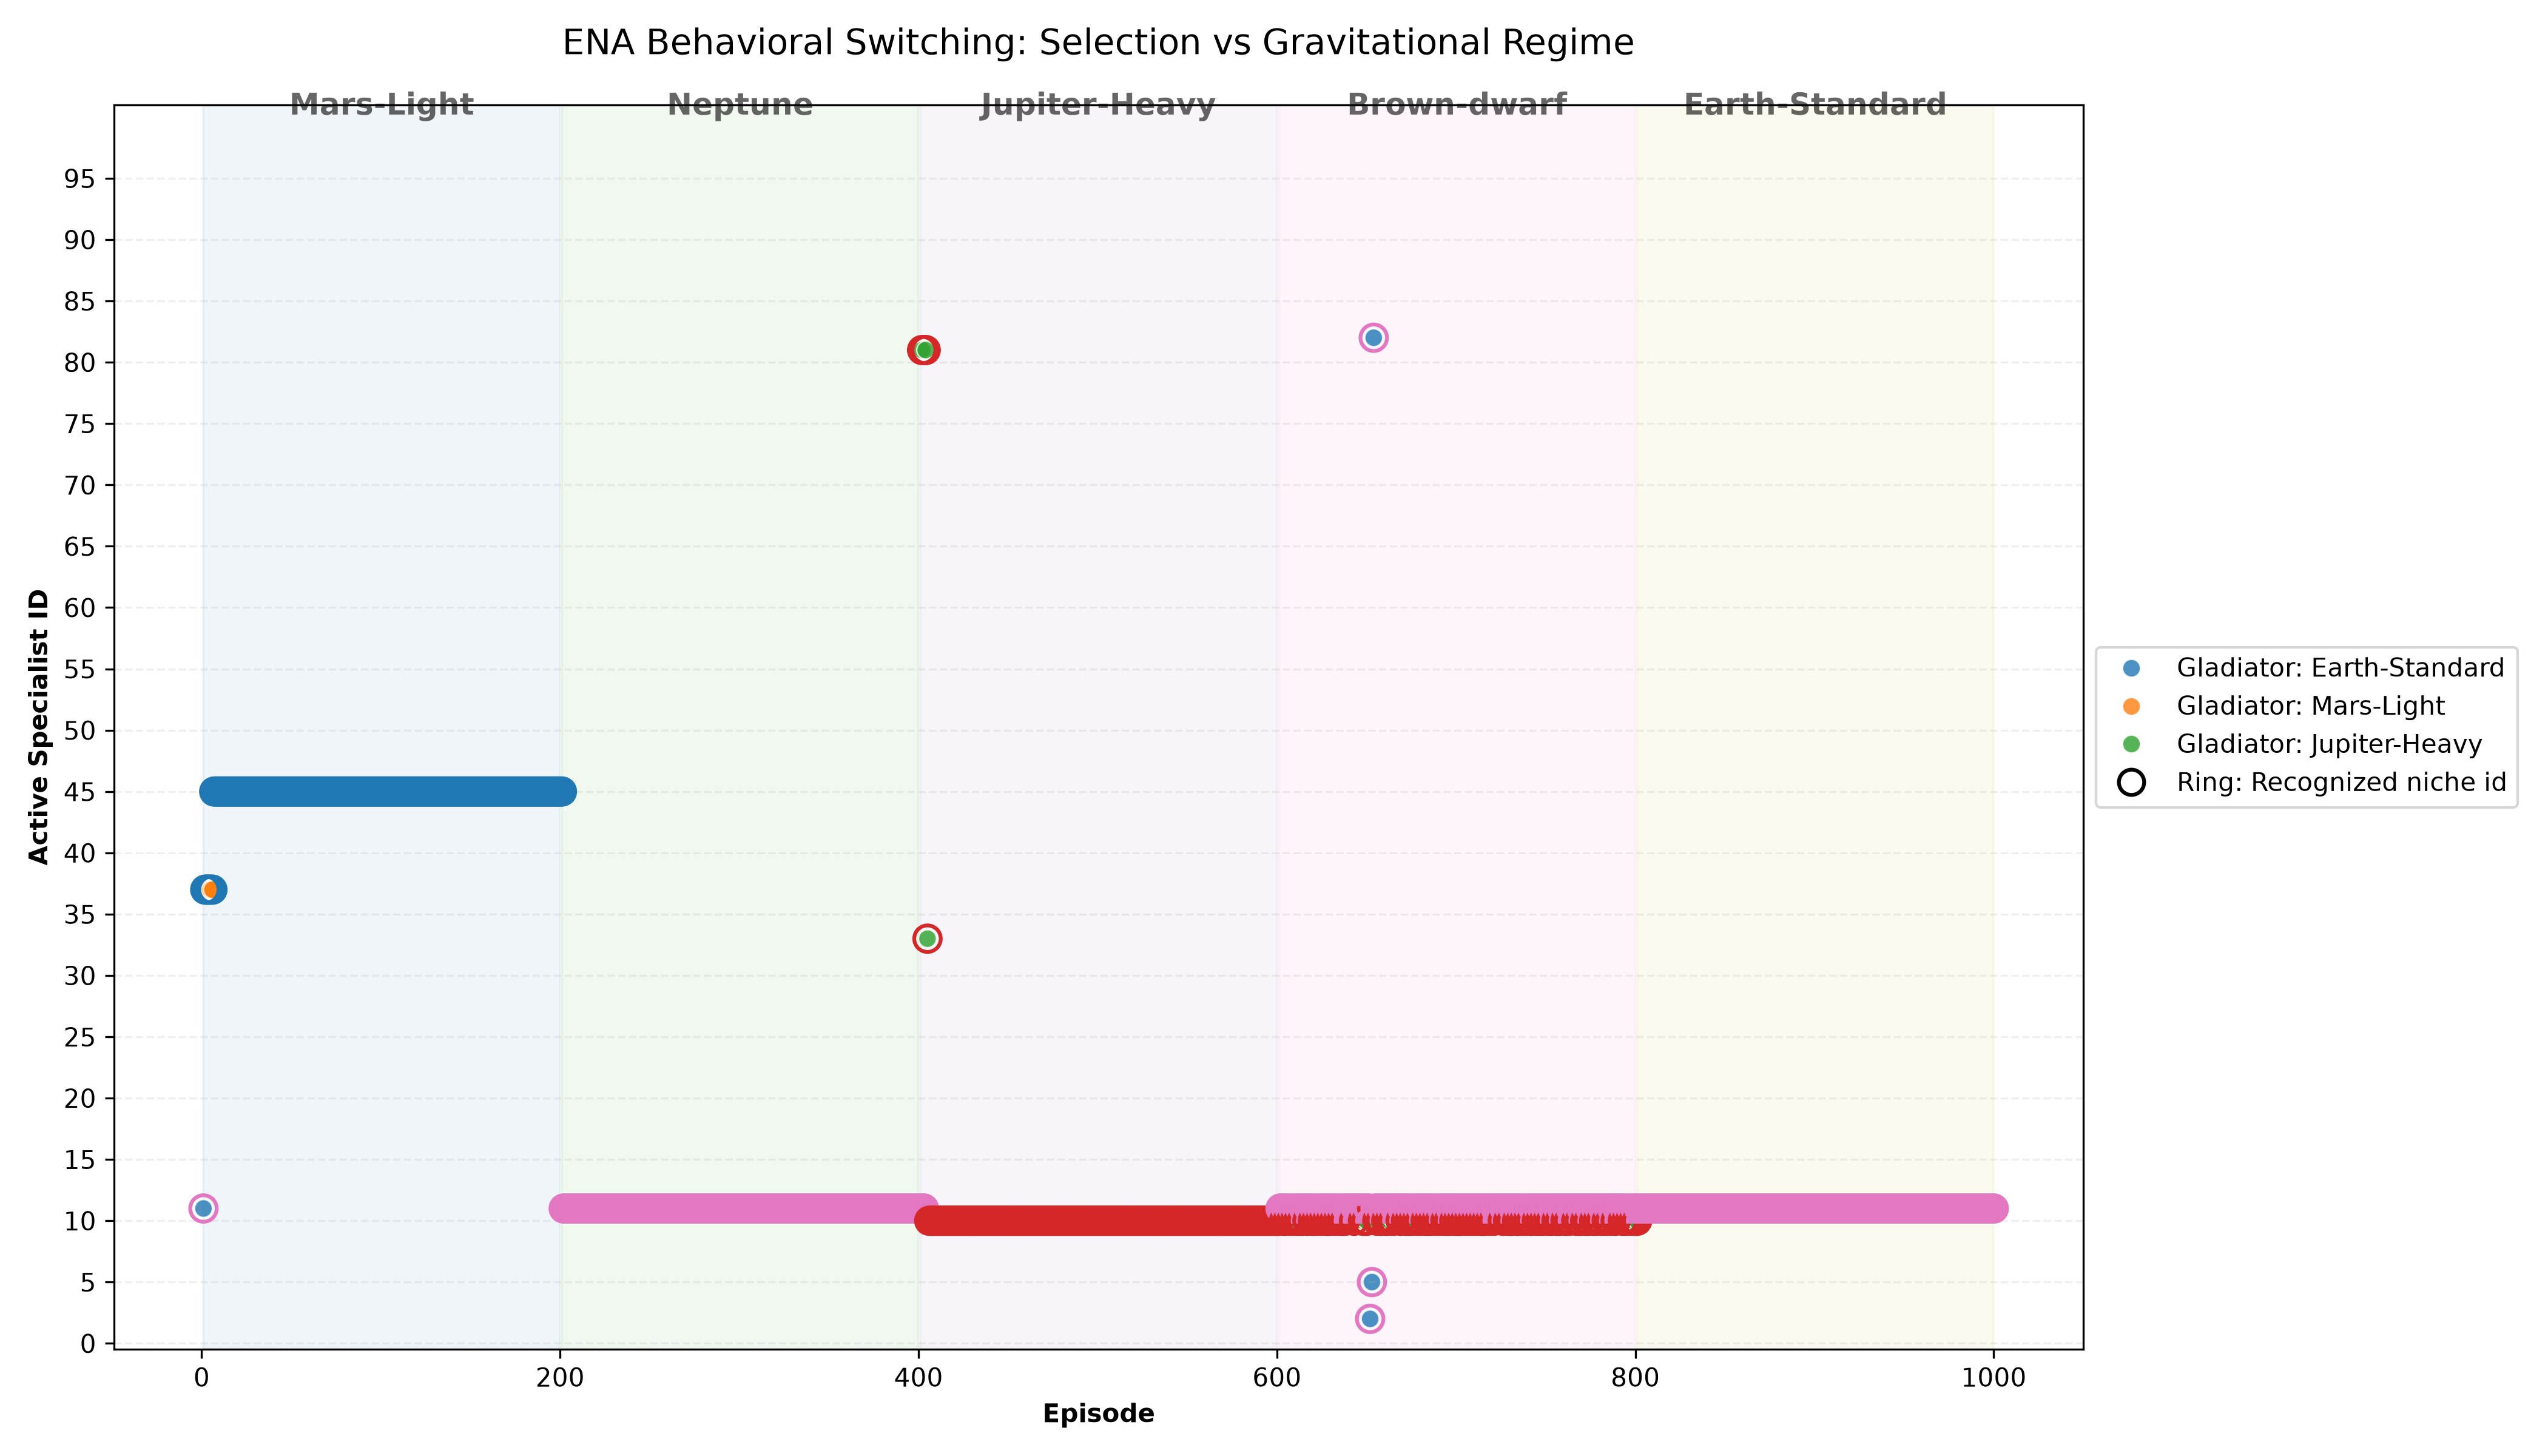 ENA Behavioral Switching: Selection vs Gravitational Regime
Mars-Light Neptune Jupiter-Heavy Brown-dwarf Earth-Standard
95
90
85
80
75
70
65
60
55
50
45
40
35
30
25
20
15
10
5
0
Active Specialist ID
0 200 400 600 800 1000
Episode
Gladiator: Earth-Standard
Gladiator: Mars-Light
Gladiator: Jupiter-Heavy
Ring: Recognized niche id